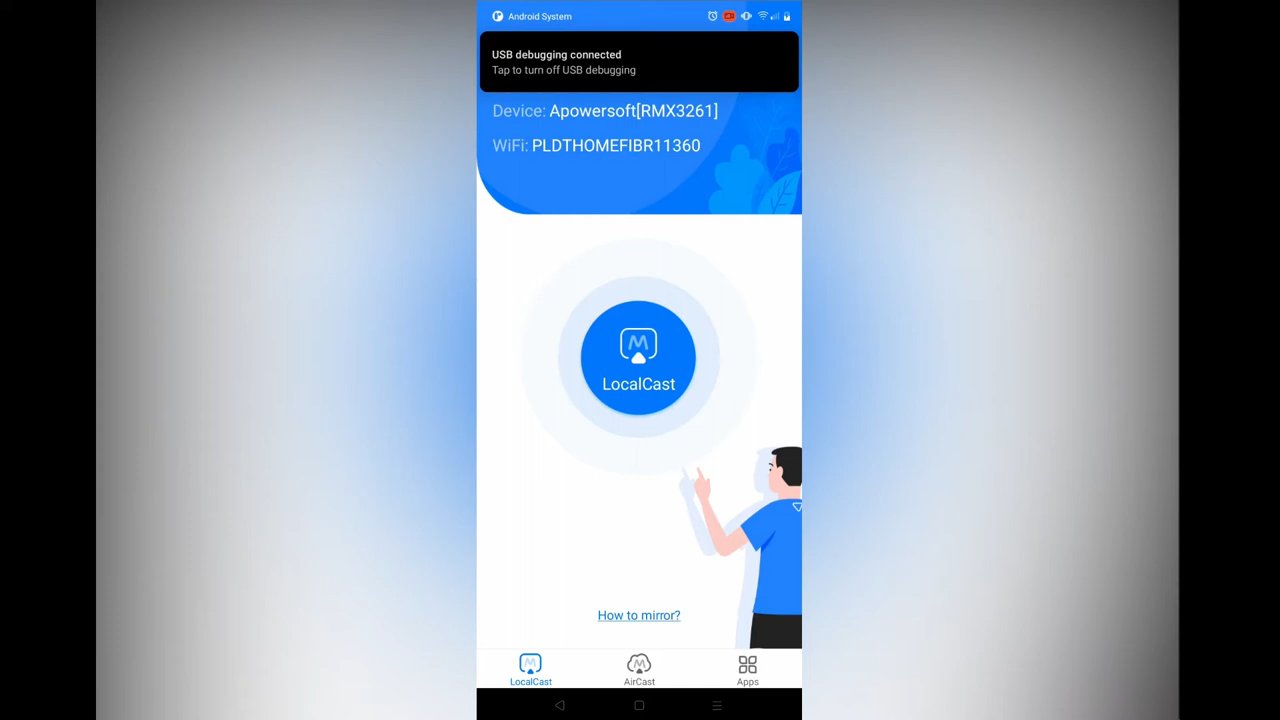 Android System
USB debugging connected
Tap to turn off USB debugging
Device: Apowersoft[RMX3261]
WiFi: PLDTHOMEFIBR11360
LocalCast
How to mirror?
LocalCast
AirCast
Apps